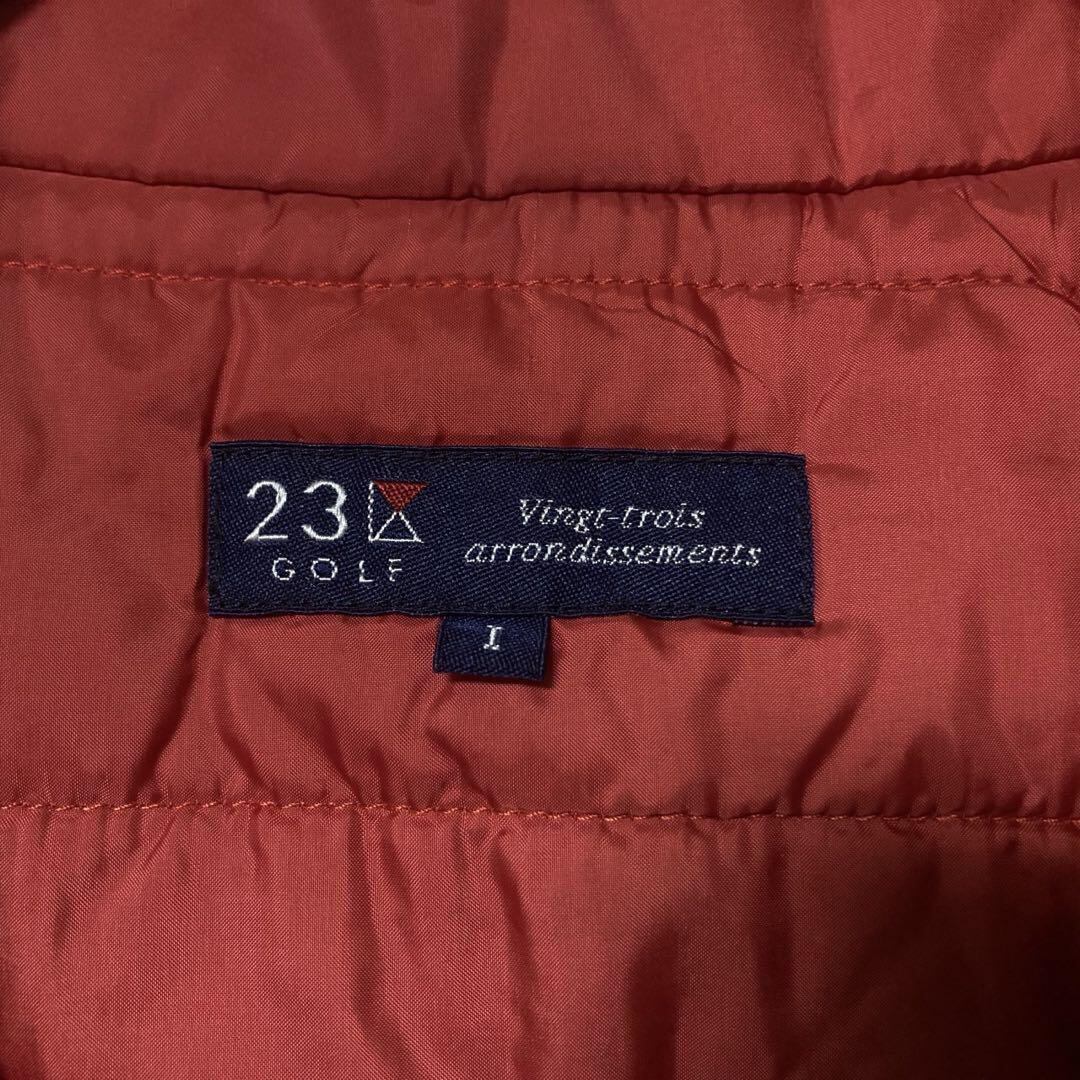 23
GOLF
Vingt-trois
arrondissements
I